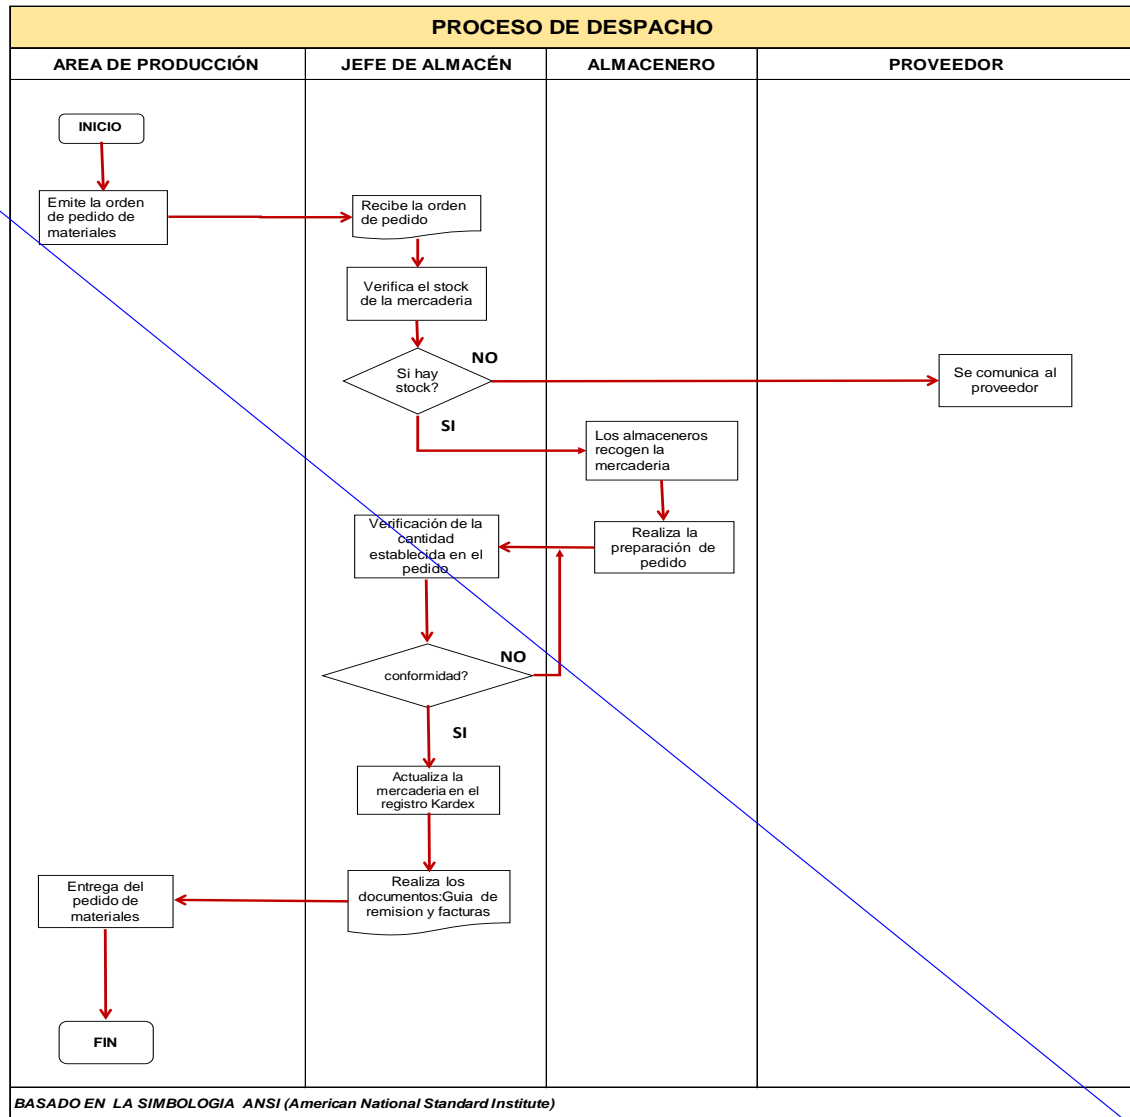 PROCESO DE DESPACHO
AREA DE PRODUCCIÓN
JEFE DE ALMACÉN
ALMACENERO
PROVEEDOR
INICIO
Emite la orden
de pedido de
materiales
Recibe la orden
de pedido
Verifica el stock
de la mercaderia
Si hay
stock?
NO
Se comunica al
proveedor
SI
Los almaceneros
recogen la
mercaderia
Realiza la
preparación de
pedido
Verificación de la
cantidad
establecida en el
pedido
conformidad?
NO
SI
Actualiza la
mercaderia en el
registro Kardex
Realiza los
documentos:Guia de
remision y facturas
Entrega del
pedido de
materiales
FIN
BASADO EN LA SIMBOLOGIA ANSI (American National Standard Institute)